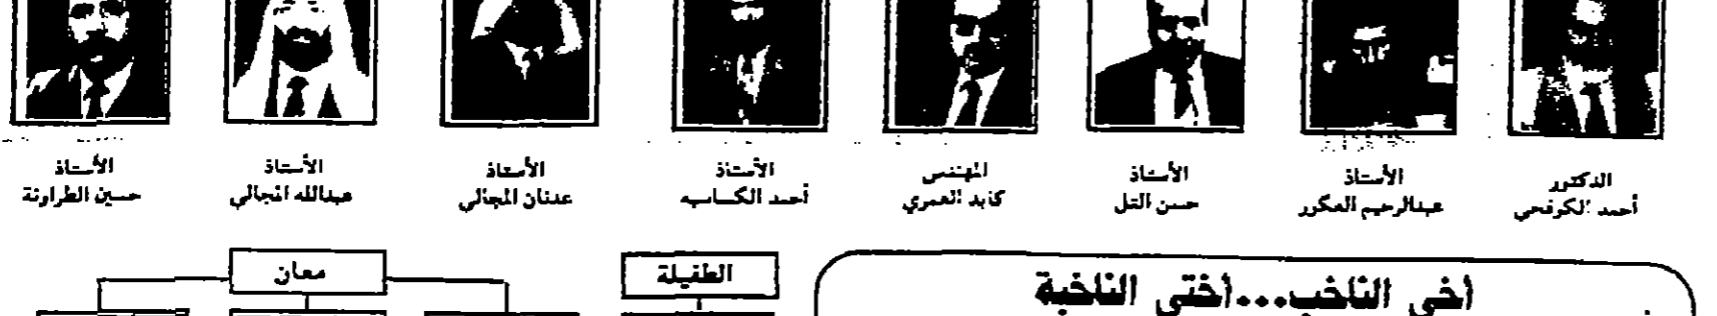 الدكتور
أحمد الكوفحي
الأستاذ
عبدالرحيم العكور
الأستاذ
حسن التل
المهندس
كايد العمري
الأستاذ
أحمد الكساسبه
الأستاذ
عدنان المجالي
الأستاذ
عبدالله المجالي
الأستاذ
حسين الطراونة
أخي الناخب...أختي الناخبة
الطفيلة
معان